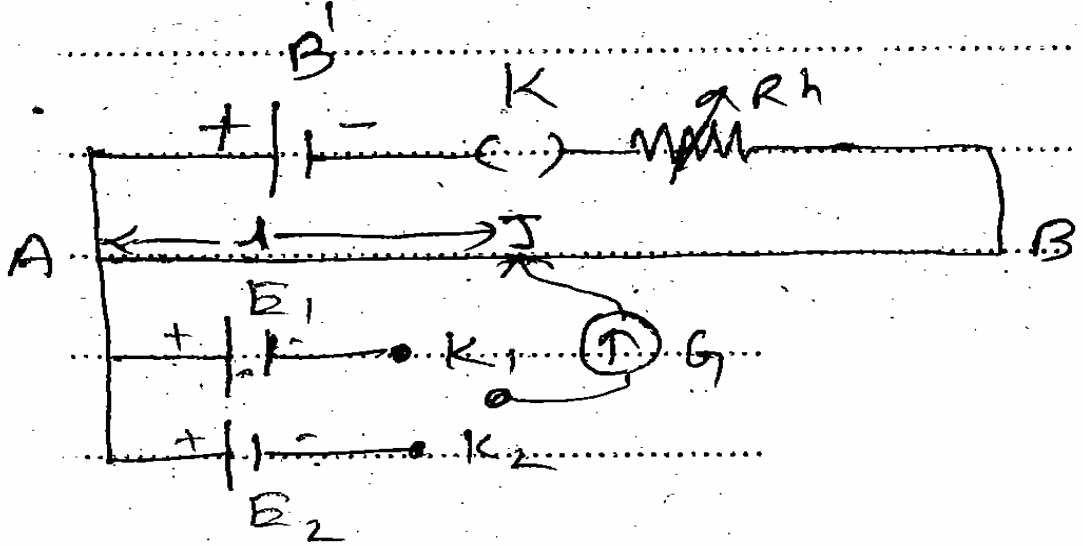 B'
K Rh
+ -
A l J B
E1
+ - K1 G
+ - K2
E2